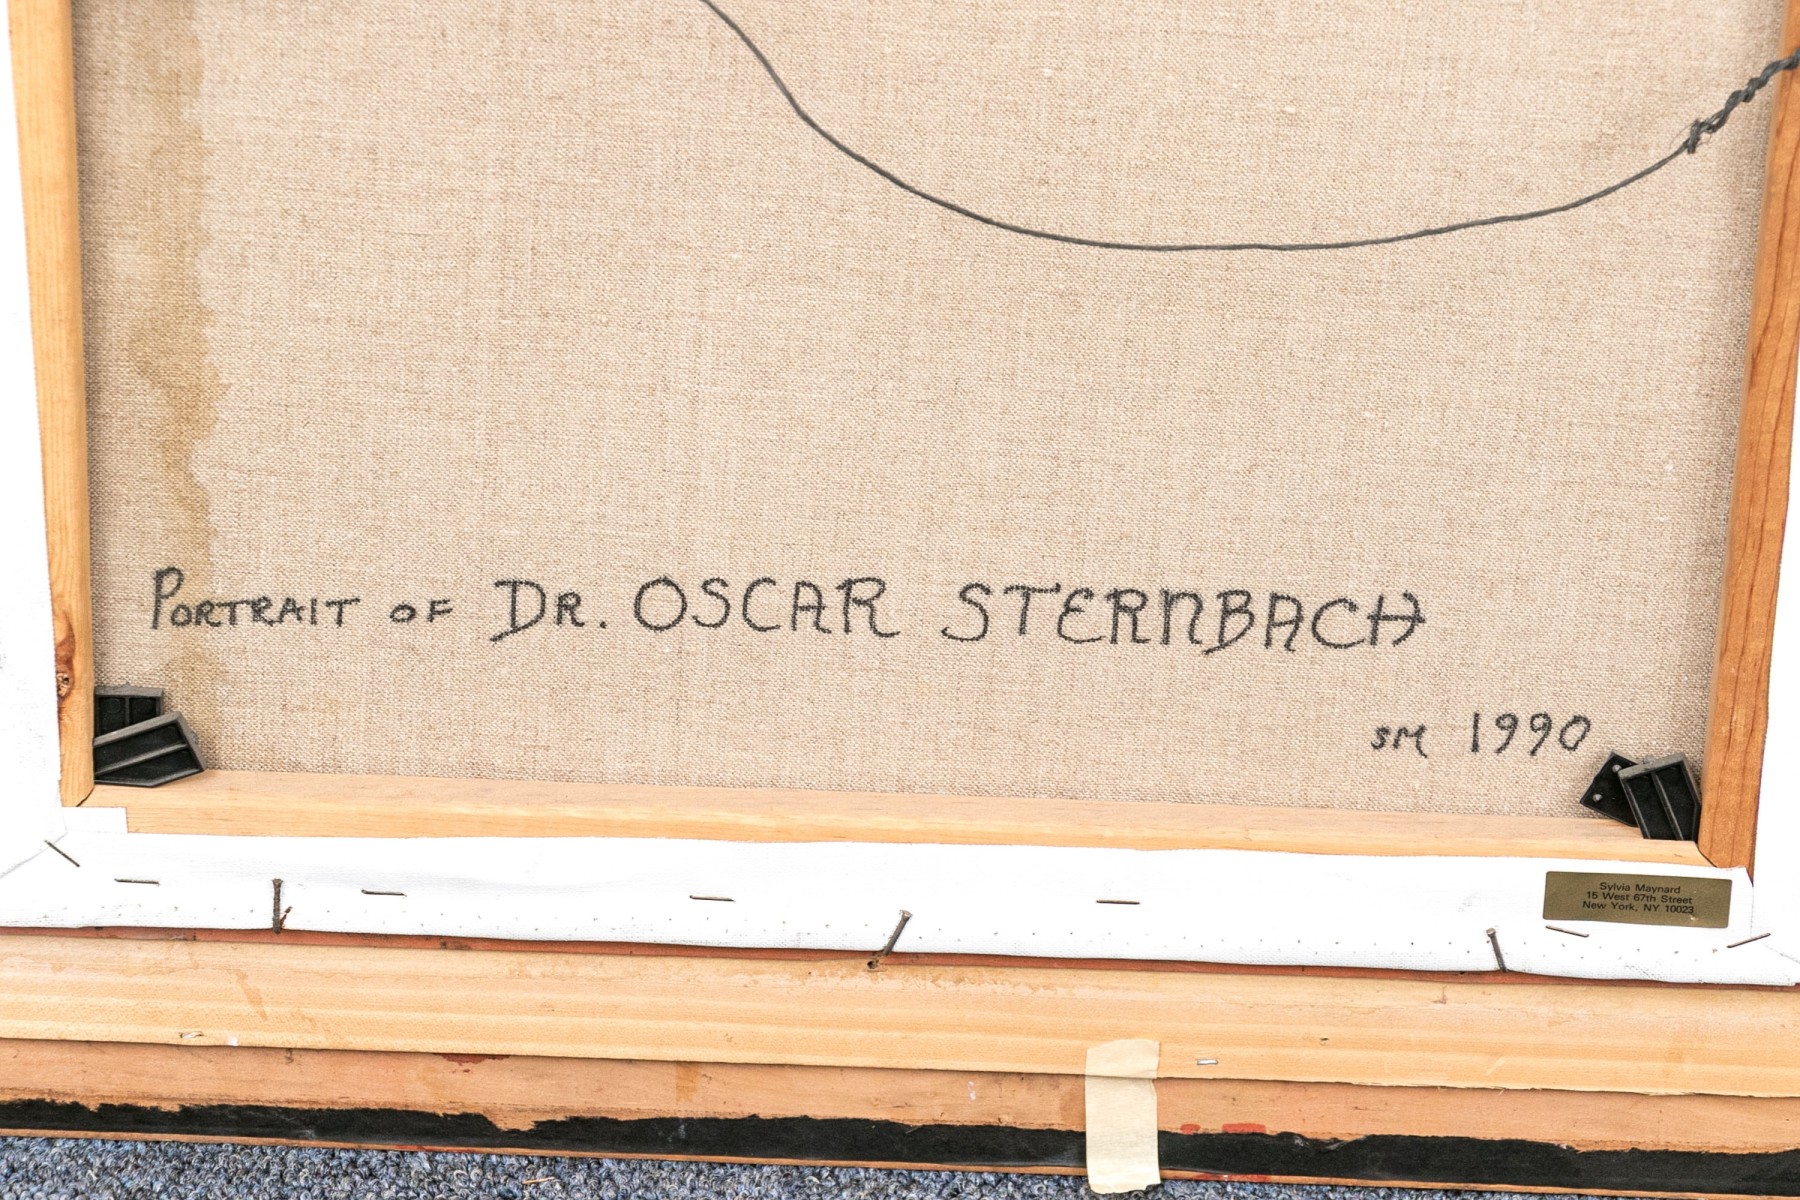 PORTRAIT OF DR. OSCAR STERNBACH
SM 1990
Sylvia Maynard
15 West 67th Street
New York, NY 10023